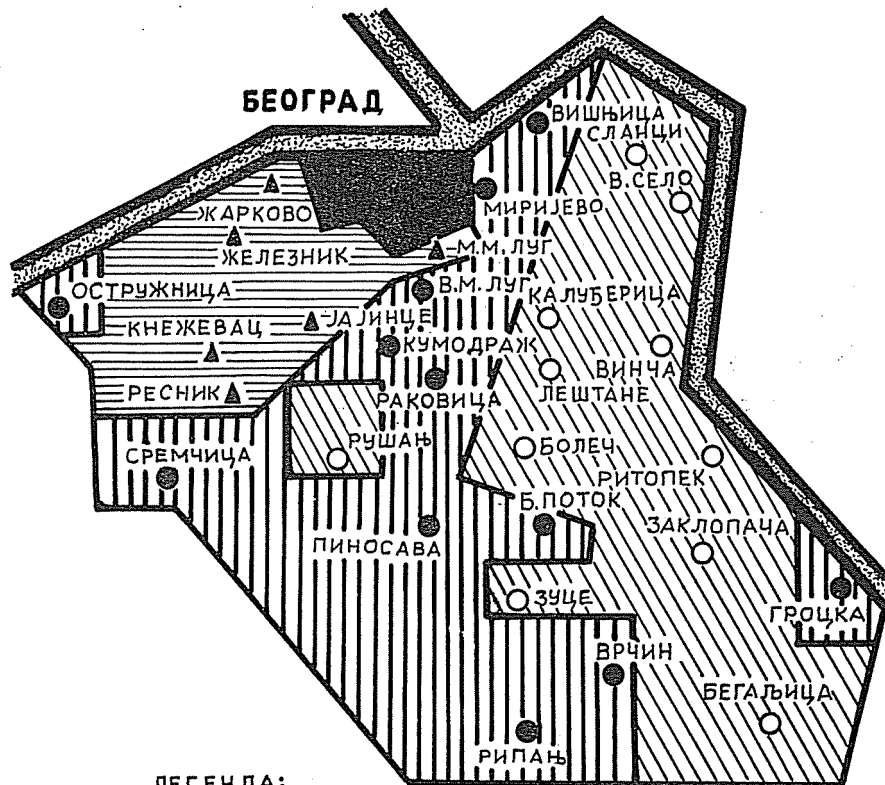 БЕОГРАД
ВИШЊИЦА
СЛАНЦИ
В.СЕЛО
МИРИЈЕВО
ЖАРКОВО
ЖЕЛЕЗНИК
М.М. ЛУГ
В.М. ЛУГ
ОСТРУЖНИЦА
КАЛУЂЕРИЦА
КНЕЖЕВАЦ
ЈАЈИНЦЕ
КУМОДРАЖ
ВИНЧА
ЛЕШТАНЕ
РЕСНИК
РАКОВИЦА
РУШАЊ
БОЛЕЧ
СРЕМЧИЦА
РИТОПЕК
Б.ПОТОК
ЗАКЛОПАЧА
ПИНОСАВА
ЗУЦЕ
ГРОЦКА
ВРЧИН
БЕГАЉИЦА
РИПАЊ
ЛЕГЕНДА: